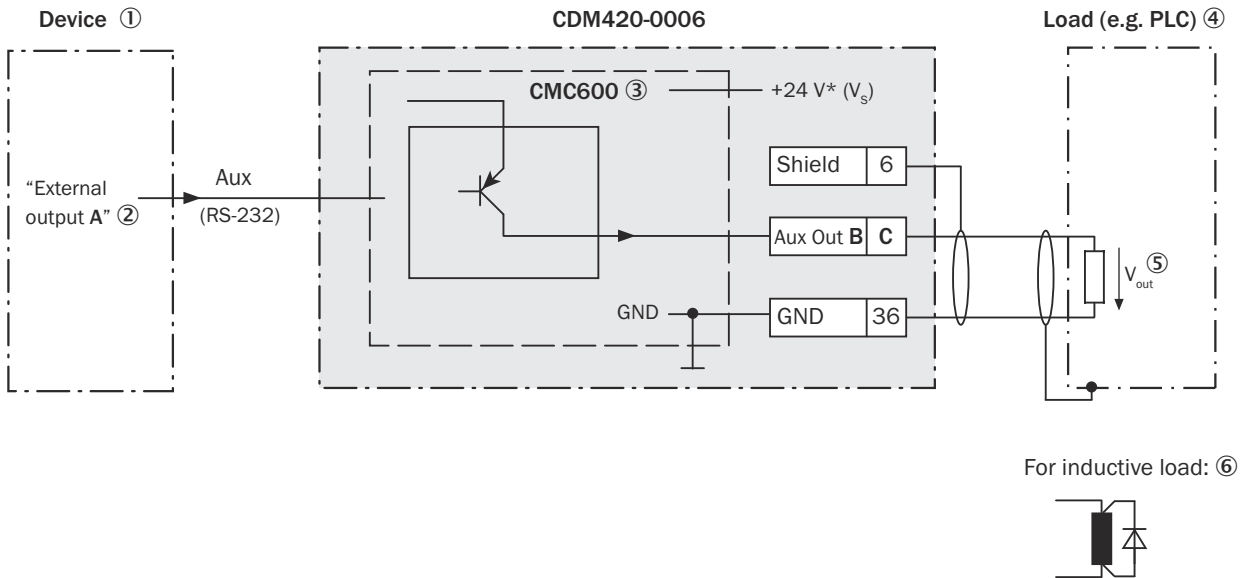 Device ①
CDM420-0006
Load (e.g. PLC) ④
CMC600 ③
+24 V* (Vₛ)
Shield 6
"External
output A" ②
Aux
(RS-232)
Aux Out B C
Vout ⑤
GND
GND 36
For inductive load: ⑥